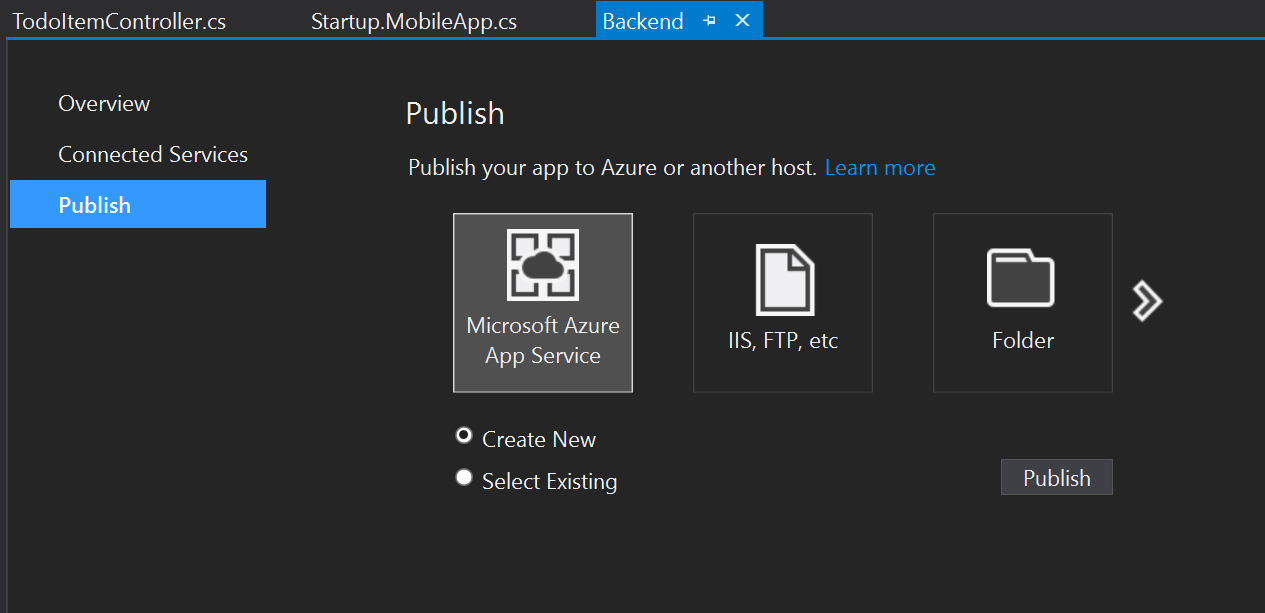 TodoItemController.cs
Startup.MobileApp.cs
Backend
Overview
Connected Services
Publish
Publish
Publish your app to Azure or another host. Learn more
Microsoft Azure
App Service
IIS, FTP, etc
Folder
Create New
Select Existing
Publish